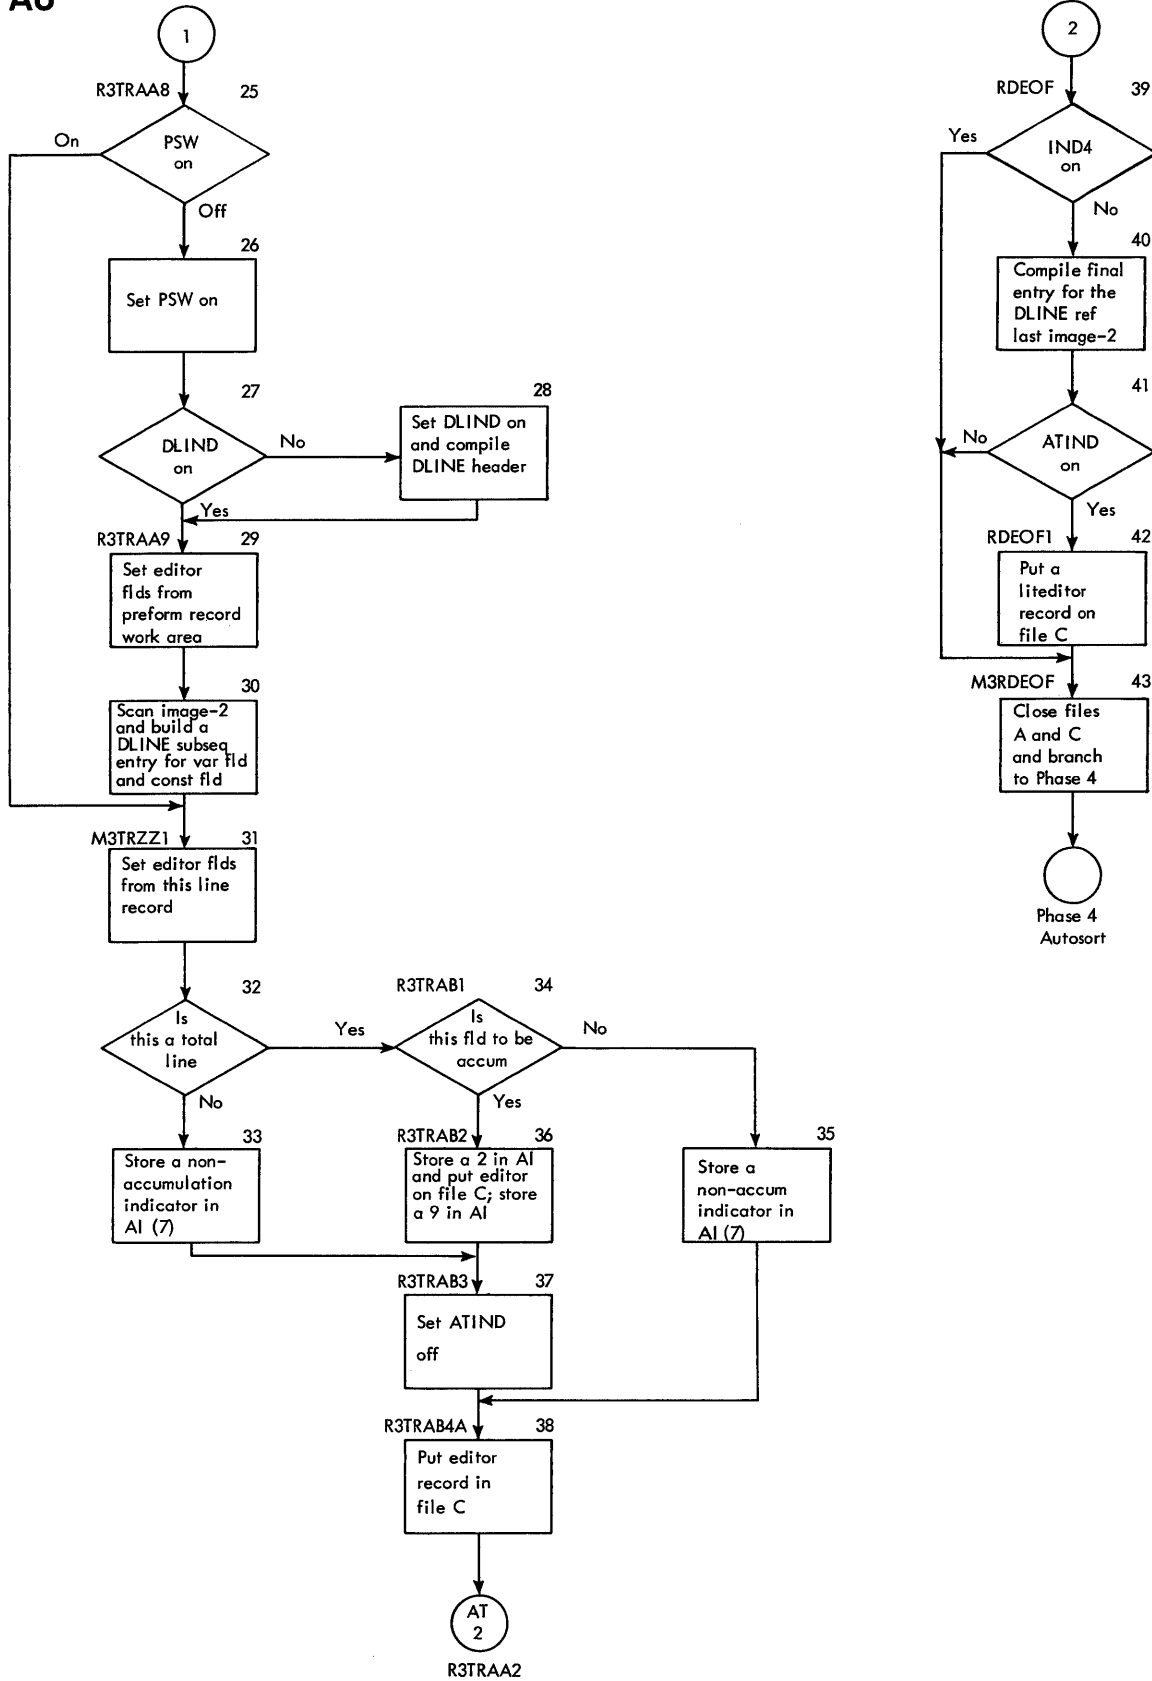 AU
1
R3TRAA8 25
PSW
on
On
Off
26
Set PSW on
27
DLIND
on
No
Yes
28
Set DLIND on
and compile
DLINE header
R3TRAA9 29
Set editor
flds from
preform record
work area
30
Scan image-2
and build a
DLINE subseq
entry for var fld
and const fld
M3TRZZ1 31
Set editor flds
from this line
record
32
Is
this a total
line
Yes
No
R3TRAB1 34
Is
this fld to be
accum
No
Yes
33
Store a non-
accumulation
indicator in
AI (7)
R3TRAB2 36
Store a 2 in AI
and put editor
on file C; store
a 9 in AI
35
Store a
non-accum
indicator in
AI (7)
R3TRAB3 37
Set ATIND
off
R3TRAB4A 38
Put editor
record in
file C
AT
2
R3TRAA2
2
RDEOF 39
IND4
on
Yes
No
40
Compile final
entry for the
DLINE ref
last image-2
41
ATIND
on
No
Yes
RDEOF1 42
Put a
liteditor
record on
file C
M3RDEOF 43
Close files
A and C
and branch
to Phase 4
Phase 4
Autosort